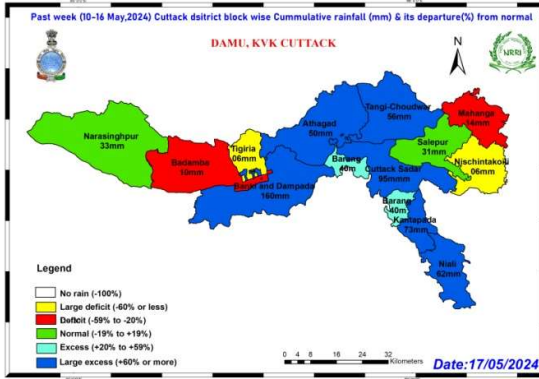 Past week (10-16 May,2024) Cuttack dsitrict block wise Cummulative rainfall (mm) & its departure(%) from normal
DAMU, KVK CUTTACK
N
NRRI
Tangi-Choudwar
56mm
Mahanga
14mm
Athagad
50mm
Narasinghpur
33mm
Tigiria
06mm
Salepur
31mm
Badamba
10mm
Barang
40m
Nischintakoili
06mm
Cuttack Sadar
95mmmm
Banki and Dampada
160mm
Barang
40m
Kantapada
73mm
Niali
62mm
Legend
No rain (-100%)
Large deficit (-60% or less)
Deficit (-59% to -20%)
Normal (-19% to +19%)
Excess (+20% to +59%)
Large excess (+60% or more)
0 4 8 16 24 32
Kilometers
Date:17/05/2024